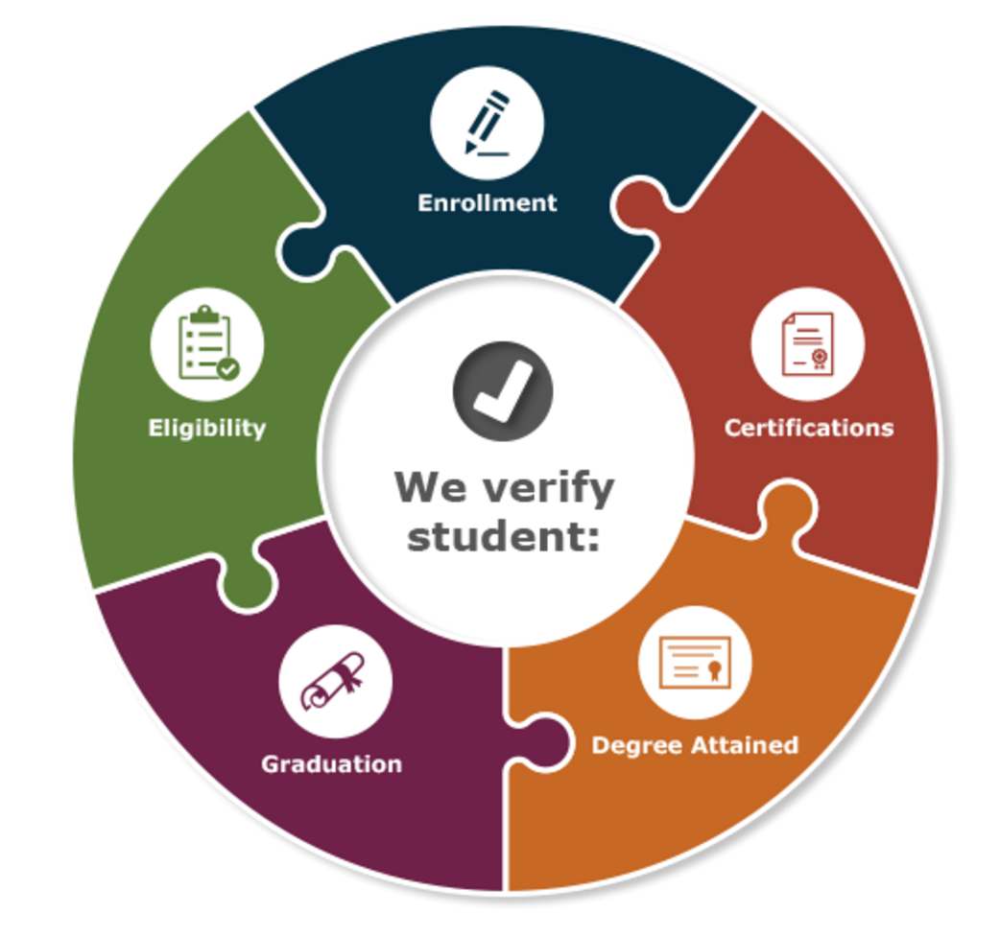 Enrollment
Eligibility
Certifications
We verify
student:
Graduation
Degree Attained